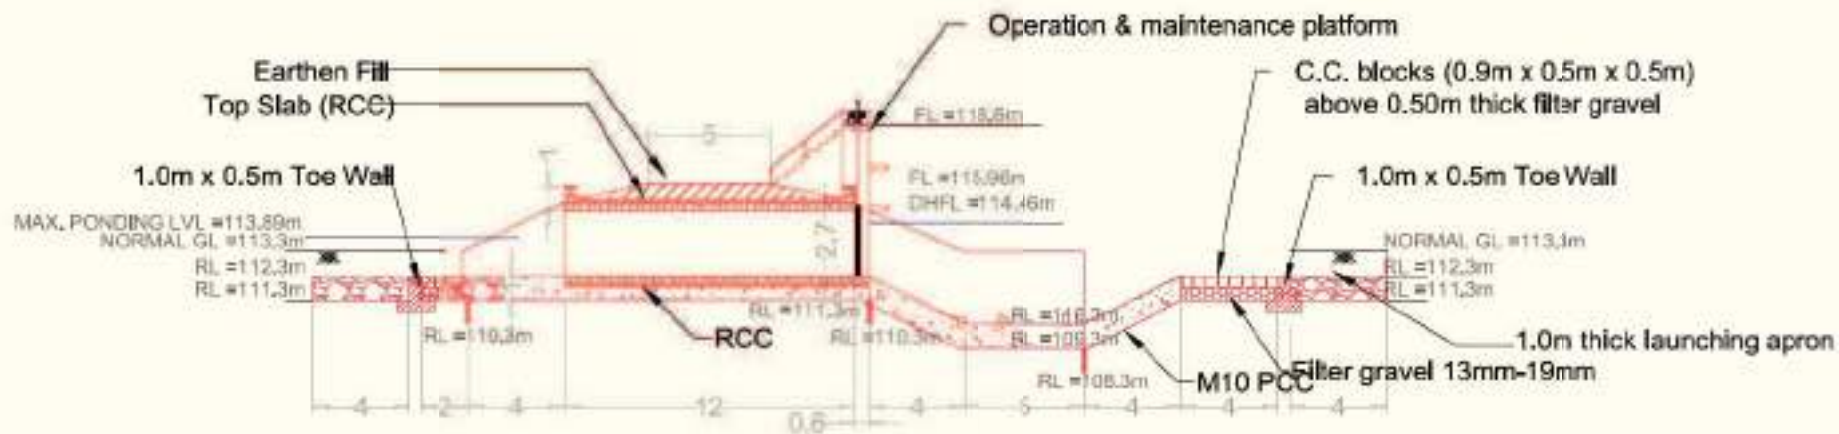 Operation & maintenance platform
Earthen Fill
Top Slab (RCC)
C.C. blocks (0.9m x 0.5m x 0.5m)
above 0.50m thick filter gravel
5
1
1.0m x 0.5m Toe Wall
1.0m x 0.5m Toe Wall
FL =115.96m
DHFL =114.46m
MAX. PONDING LVL =113.89m
NORMAL GL =113.3m
RL =112.3m
RL =111.3m
2.7
NORMAL GL =113.3m
RL =112.3m
RL =111.3m
RL =110.3m
RL =111.3m
RL =110.3m
RL =110.3m
RL =109.3m
RL =108.3m
RCC
M10 PCC
Filter gravel 13mm-19mm
1.0m thick launching apron
4
2
4
12
0.6
4
5
4
4
4